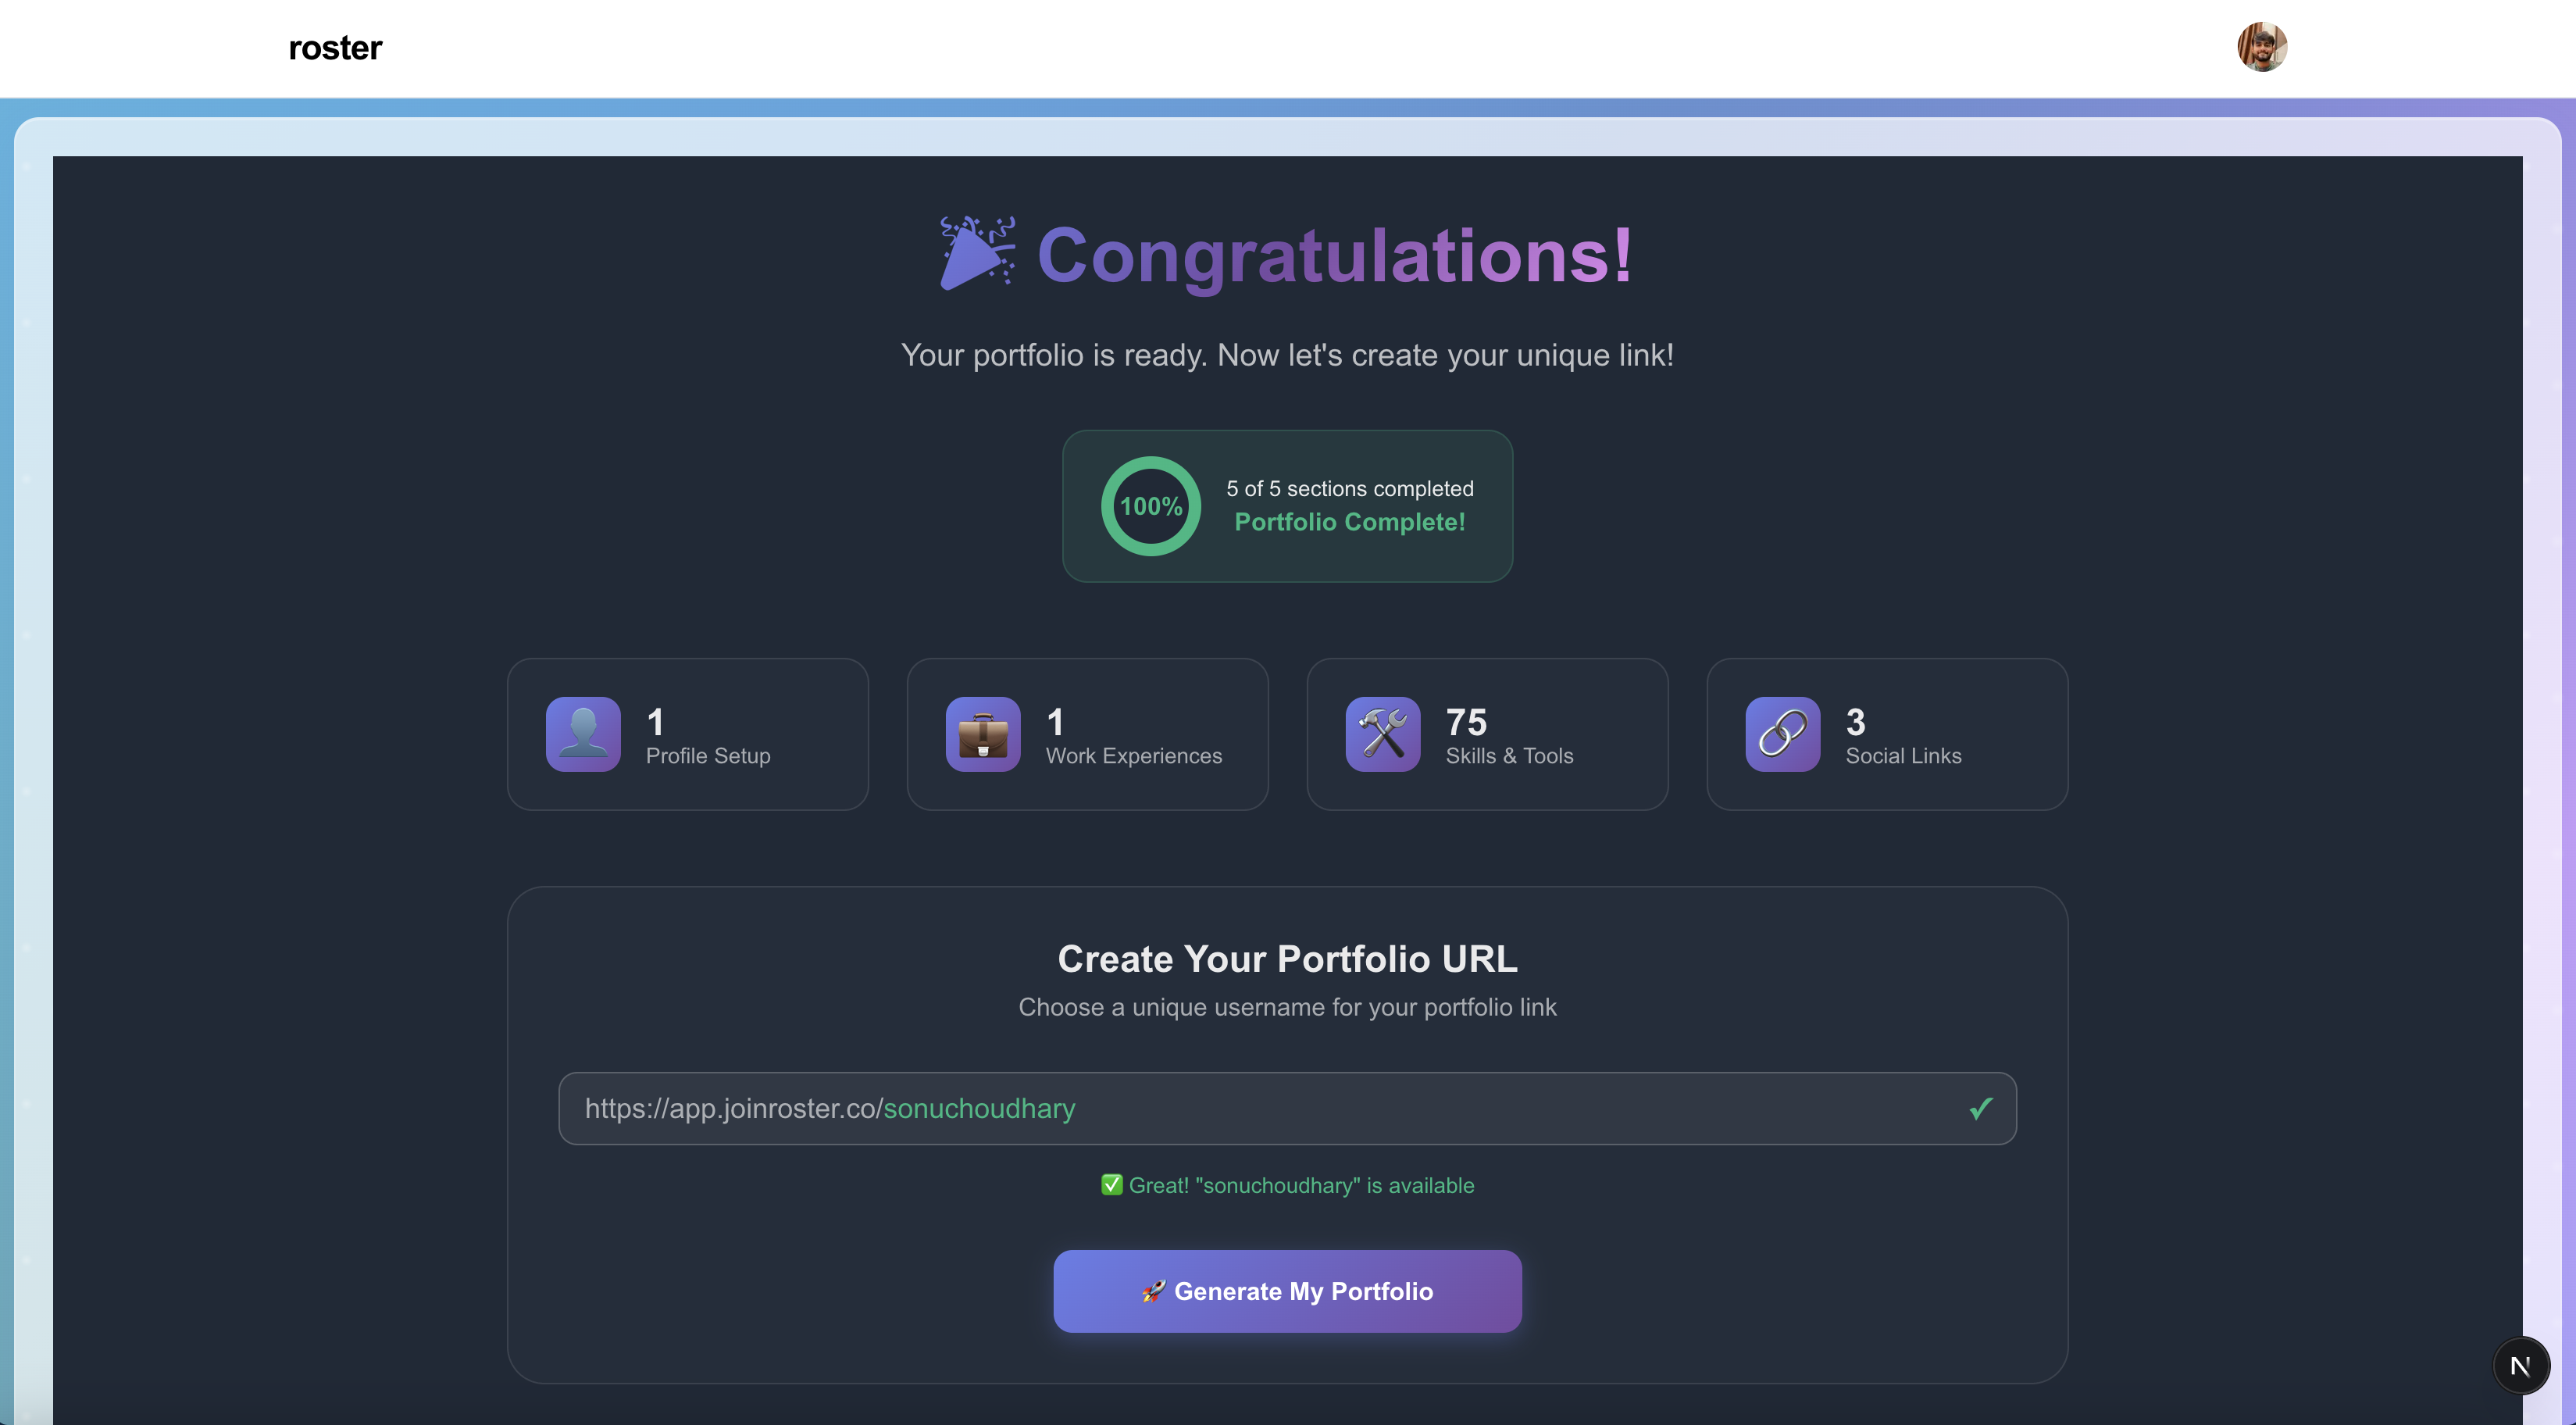 roster
Congratulations!
Your portfolio is ready. Now let's create your unique link!
100%
5 of 5 sections completed
Portfolio Complete!
1
Profile Setup
1
Work Experiences
75
Skills & Tools
3
Social Links
Create Your Portfolio URL
Choose a unique username for your portfolio link
https://app.joinroster.co/sonuchoudhary
Great! "sonuchoudhary" is available
Generate My Portfolio
N